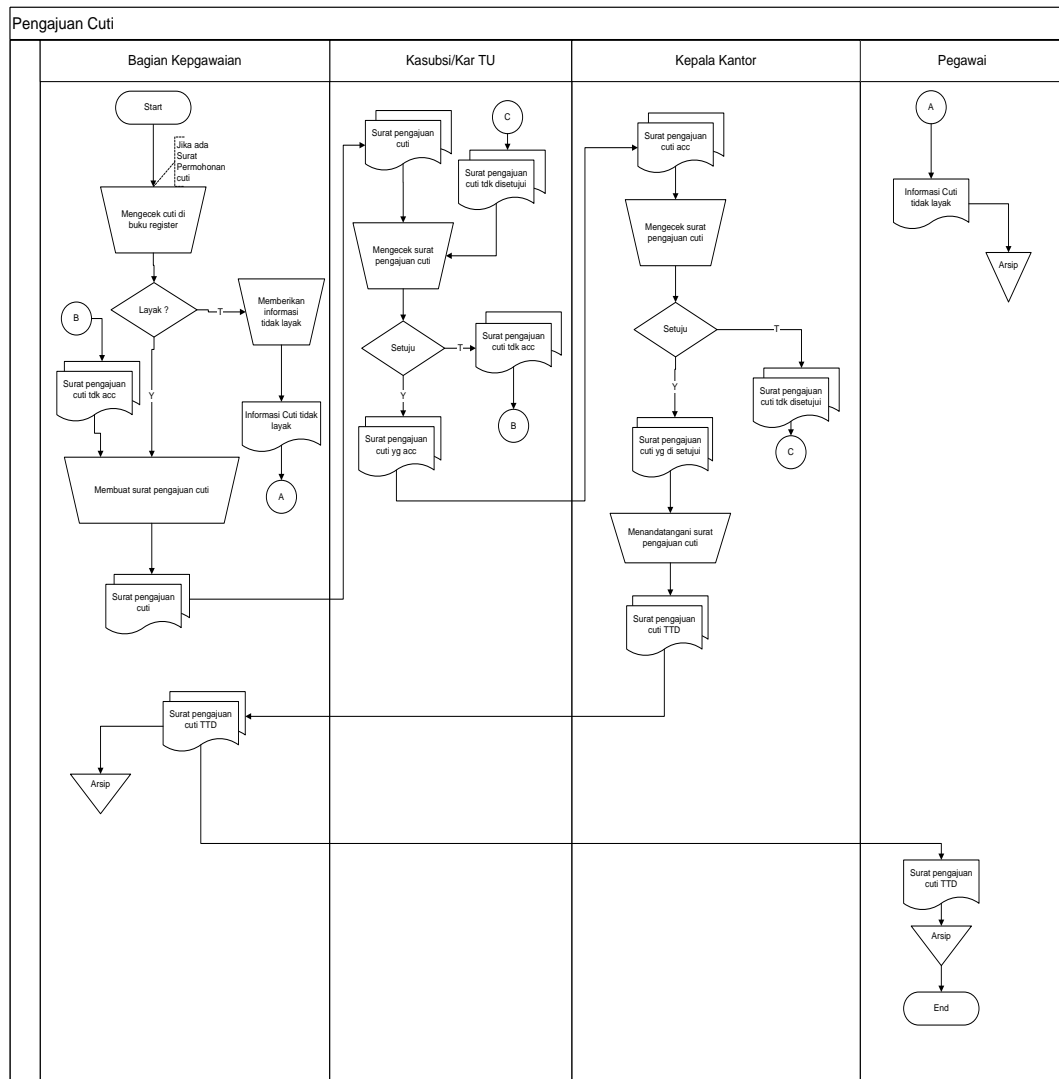 Pengajuan Cuti
Bagian Kepgawaian
Kasubsi/Kar TU
Kepala Kantor
Pegawai
Start
Jika ada
Surat
Permohonan
cuti
Mengecek cuti di
buku register
Layak ?
T
Memberikan
informasi
tidak layak
B
Surat pengajuan
cuti tdk acc
Y
Informasi Cuti tidak
layak
A
Membuat surat pengajuan cuti
Surat pengajuan
cuti
Surat pengajuan
cuti TTD
Arsip
Surat pengajuan
cuti
C
Surat pengajuan
cuti tdk disetujui
Mengecek surat
pengajuan cuti
Setuju
T
Surat pengajuan
cuti tdk acc
B
Y
Surat pengajuan
cuti yg acc
Surat pengajuan
cuti acc
Mengecek surat
pengajuan cuti
Setuju
T
Surat pengajuan
cuti tdk disetujui
C
Y
Surat pengajuan
cuti yg di setujui
Menandatangani surat
pengajuan cuti
Surat pengajuan
cuti TTD
A
Informasi Cuti
tidak layak
Arsip
Surat pengajuan
cuti TTD
Arsip
End